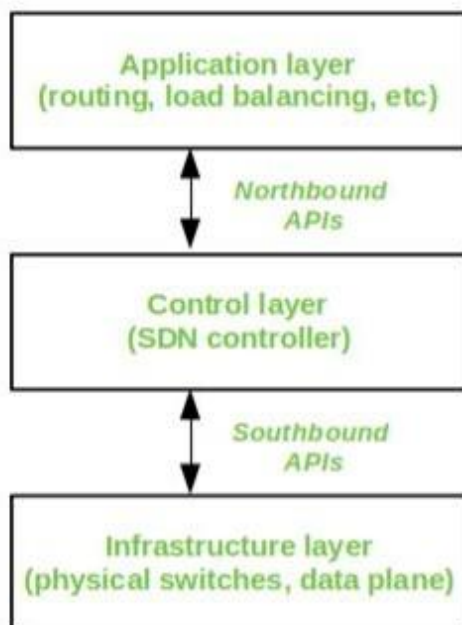 Application layer
(routing, load balancing, etc)
Northbound
APIs
Control layer
(SDN controller)
Southbound
APIs
Infrastructure layer
(physical switches, data plane)